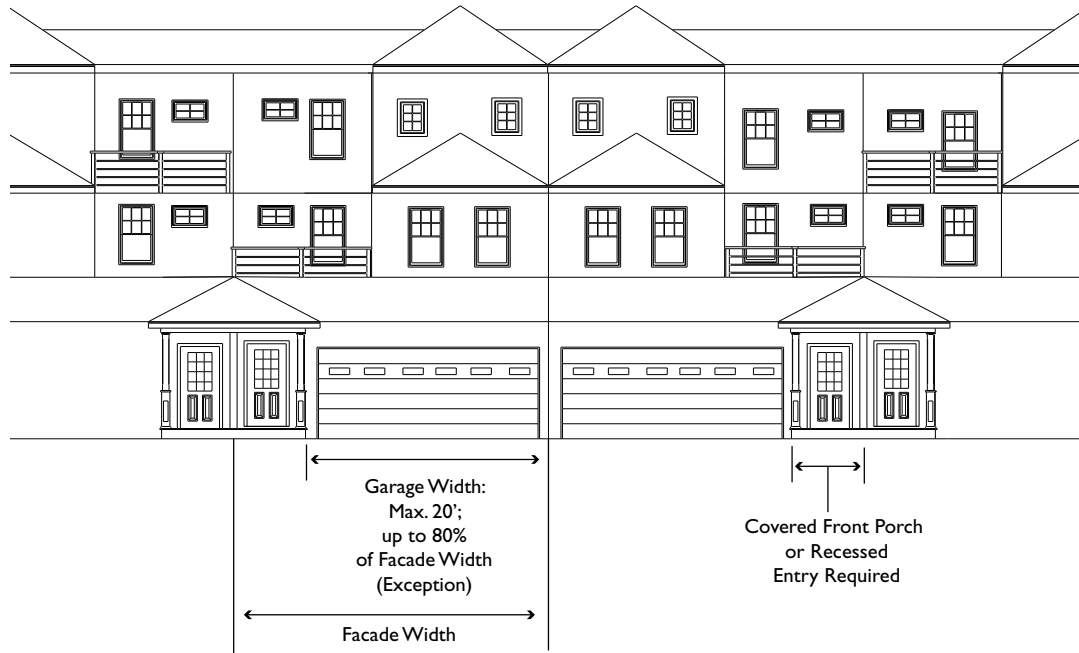 Garage Width:
Max. 20’;
up to 80%
of Facade Width
(Exception)
Facade Width
Covered Front Porch
or Recessed
Entry Required